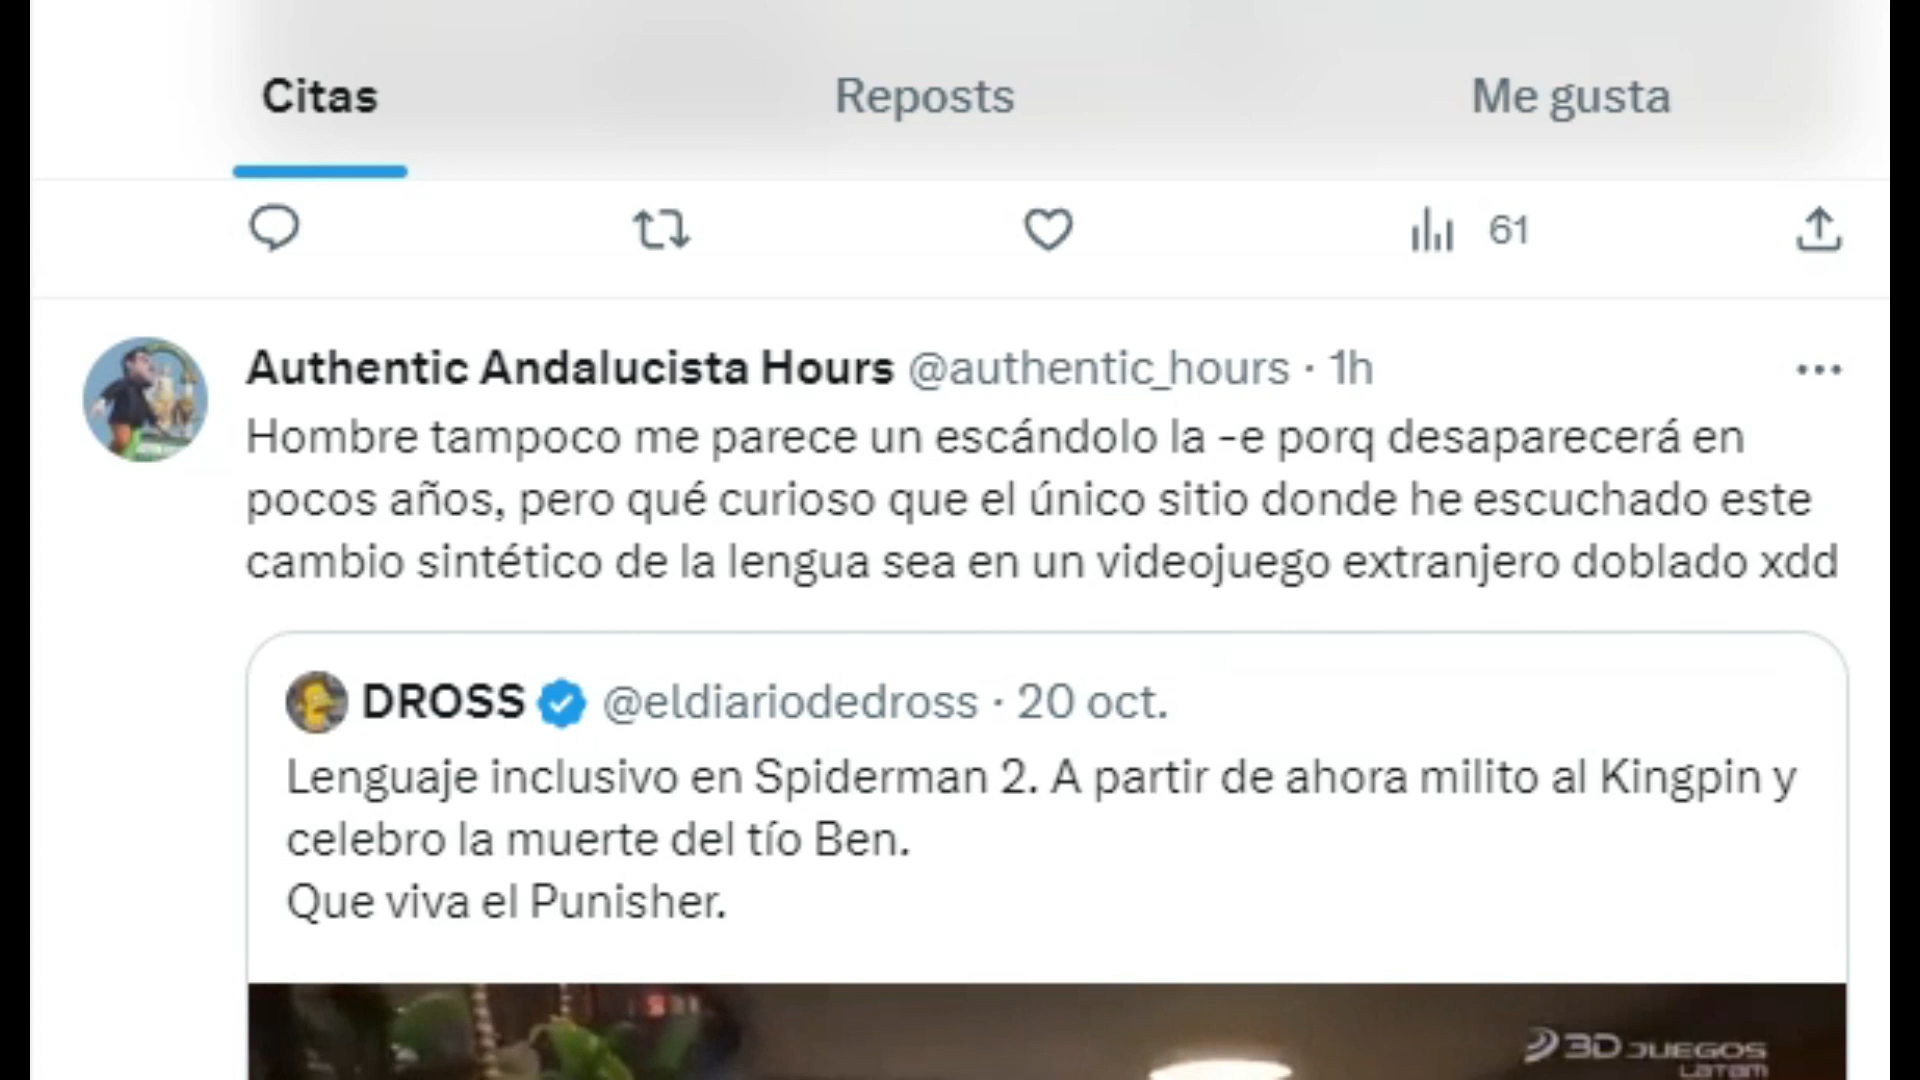 Citas
Reposts
Me gusta
61
Authentic Andalucista Hours @authentic_hours · 1h
Hombre tampoco me parece un escándolo la -e porq desaparecerá en
pocos años, pero qué curioso que el único sitio donde he escuchado este
cambio sintético de la lengua sea en un videojuego extranjero doblado xdd
DROSS @eldiariodedross · 20 oct.
Lenguaje inclusivo en Spiderman 2. A partir de ahora milito al Kingpin y
celebro la muerte del tío Ben.
Que viva el Punisher.
3DJUEGOS
LATAM